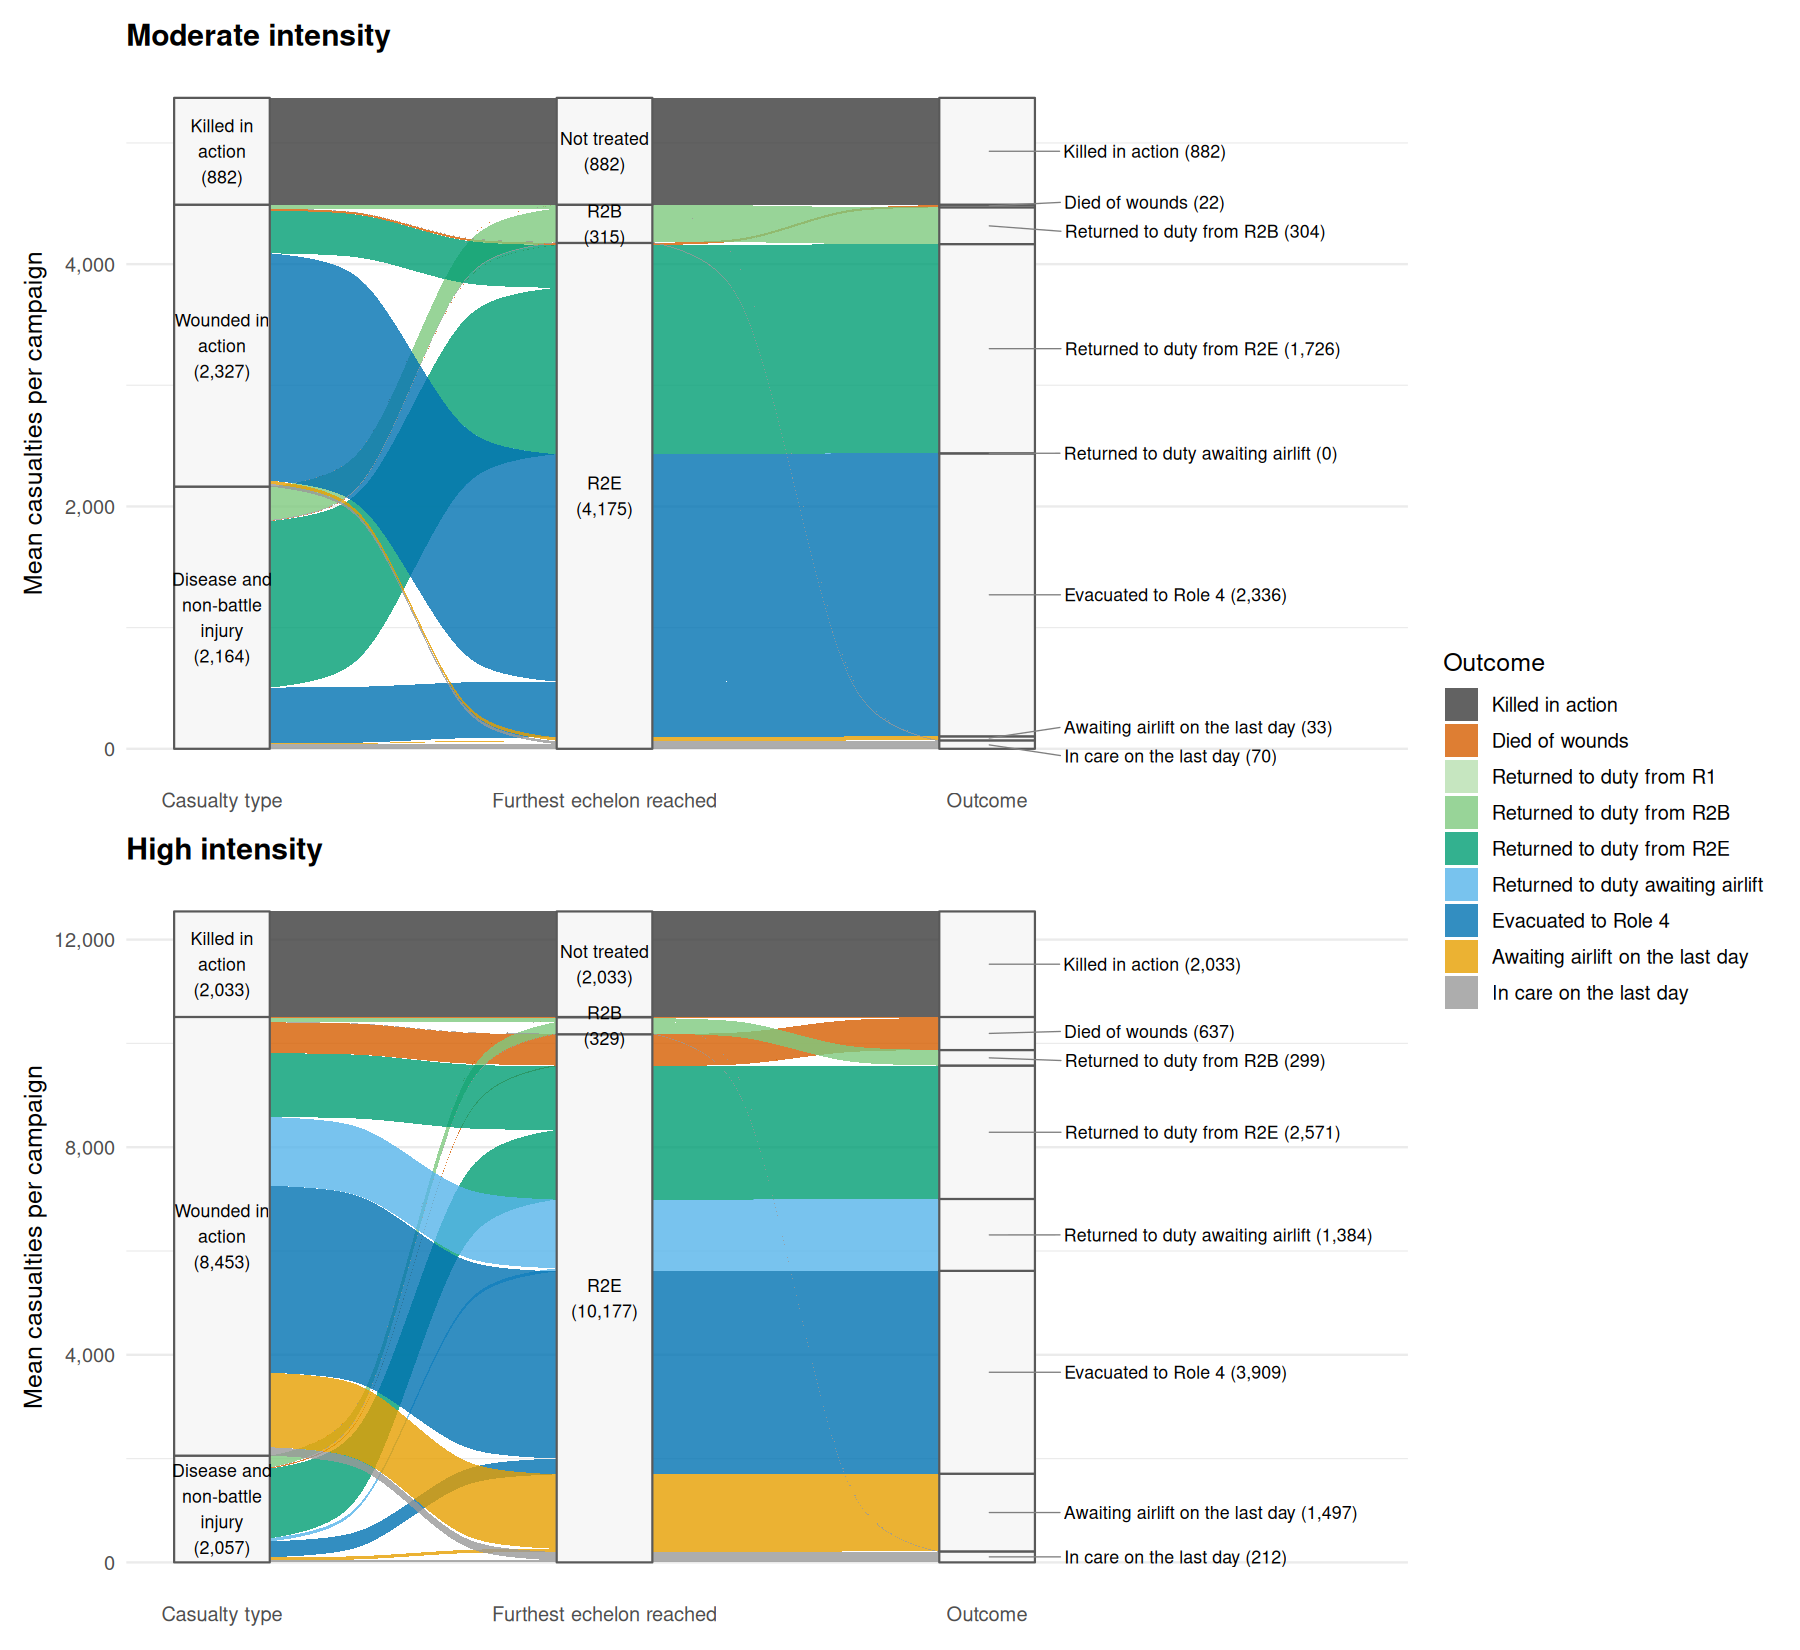 Moderate intensity
Mean casualties per campaign
4,000
2,000
0
Killed in
action
(882)
Wounded in
action
(2,327)
Disease and
non-battle
injury
(2,164)
Not treated
(882)
R2B
(315)
R2E
(4,175)
Killed in action (882)
Died of wounds (22)
Returned to duty from R2B (304)
Returned to duty from R2E (1,726)
Returned to duty awaiting airlift (0)
Evacuated to Role 4 (2,336)
Awaiting airlift on the last day (33)
In care on the last day (70)
Casualty type
Furthest echelon reached
Outcome
High intensity
Mean casualties per campaign
12,000
8,000
4,000
0
Killed in
action
(2,033)
Wounded in
action
(8,453)
Disease and
non-battle
injury
(2,057)
Not treated
(2,033)
R2B
(329)
R2E
(10,177)
Killed in action (2,033)
Died of wounds (637)
Returned to duty from R2B (299)
Returned to duty from R2E (2,571)
Returned to duty awaiting airlift (1,384)
Evacuated to Role 4 (3,909)
Awaiting airlift on the last day (1,497)
In care on the last day (212)
Casualty type
Furthest echelon reached
Outcome
Outcome
Killed in action
Died of wounds
Returned to duty from R1
Returned to duty from R2B
Returned to duty from R2E
Returned to duty awaiting airlift
Evacuated to Role 4
Awaiting airlift on the last day
In care on the last day